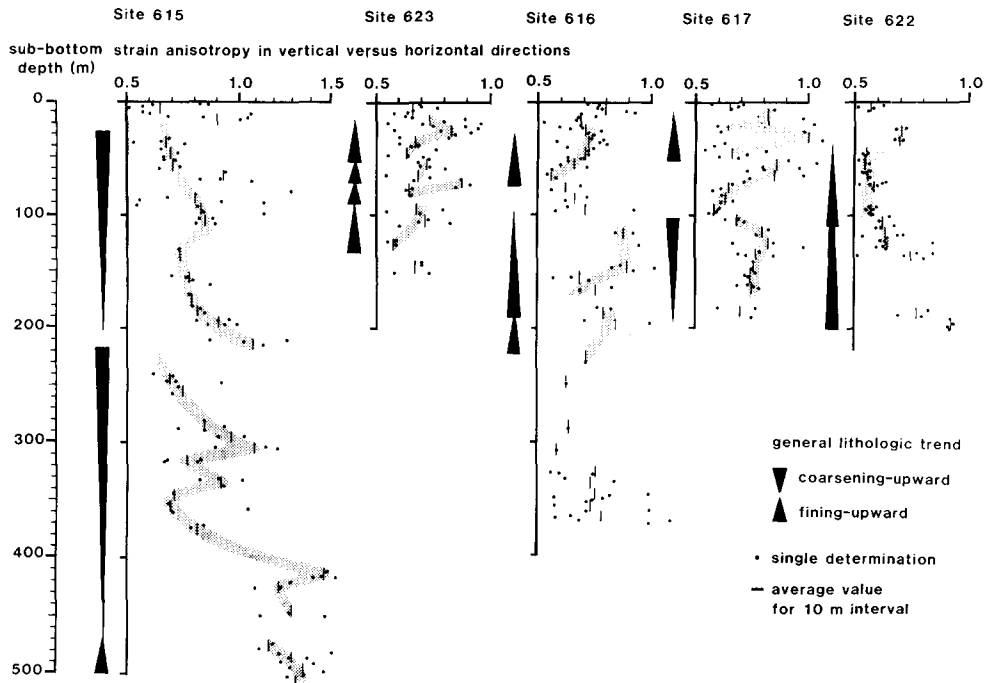 Site 615
Site 623
Site 616
Site 617
Site 622
sub-bottom depth (m)
strain anisotropy in vertical versus horizontal directions
0.5 1.0 1.5
0.5 1.0
0.5 1.0
0.5 1.0
0.5 1.0
0
100
200
300
400
500
general lithologic trend
coarsening-upward
fining-upward
single determination
average value
for 10 m interval